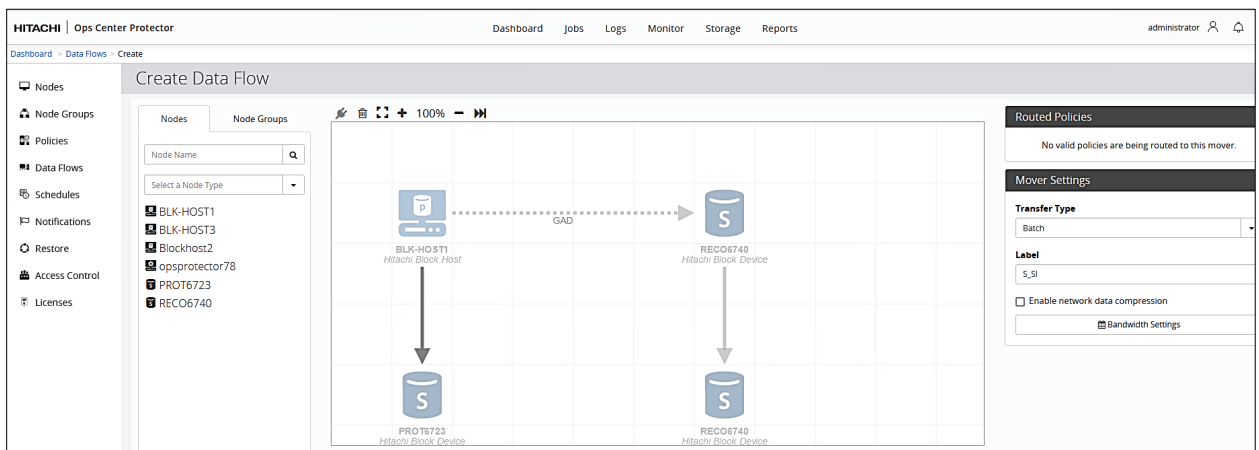 HITACHI | Ops Center Protector
Dashboard Jobs Logs Monitor Storage Reports
administrator
Dashboard > Data Flows > Create
Nodes
Node Groups
Policies
Data Flows
Schedules
Notifications
Restore
Access Control
Licenses
Create Data Flow
Nodes Node Groups
Node Name
Select a Node Type
BLK-HOST1
BLK-HOST3
Blockhost2
opsprotector78
PROT6723
RECO6740
100%
P
GAD
S
BLK-HOST1
Hitachi Block Host
RECO6740
Hitachi Block Device
S
S
PROT6723
Hitachi Block Device
RECO6740
Hitachi Block Device
Routed Policies
No valid policies are being routed to this mover.
Mover Settings
Transfer Type
Batch
Label
S_SI
Enable network data compression
Bandwidth Settings